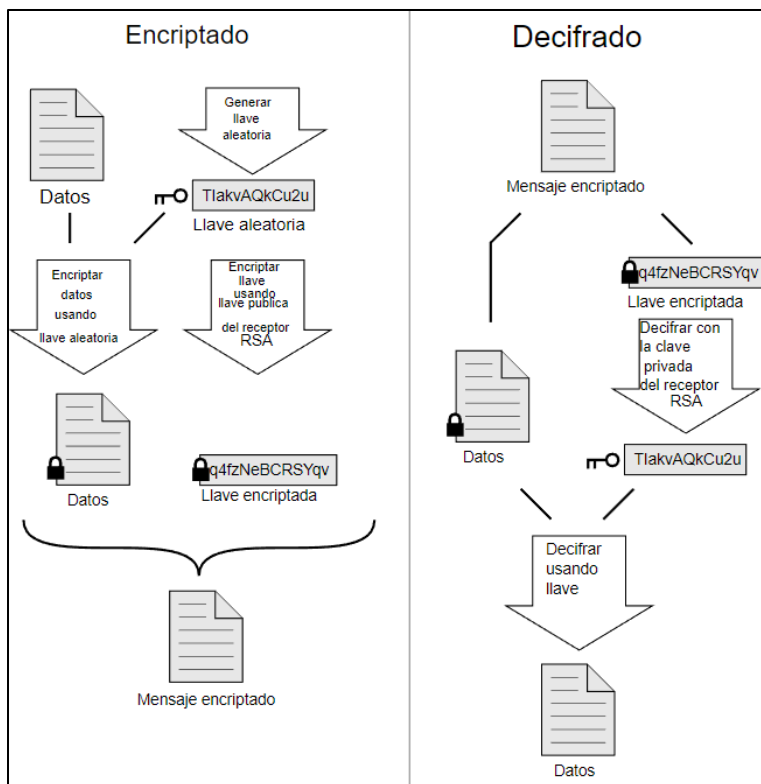 Encriptado
Generar
llave
aleatoria
Datos
TIakvAQkCu2u
Llave aleatoria
Encriptar
datos
usando
llave aleatoria
Encriptar
llave
usando
llave publica
del receptor
RSA
Datos
q4fzNeBCRSYqv
Llave encriptada
Mensaje encriptado
Decifrado
Mensaje encriptado
q4fzNeBCRSYqv
Llave encriptada
Decifrar con
la clave
privada
del receptor
RSA
Datos
TIakvAQkCu2u
Decifrar
usando
llave
Datos